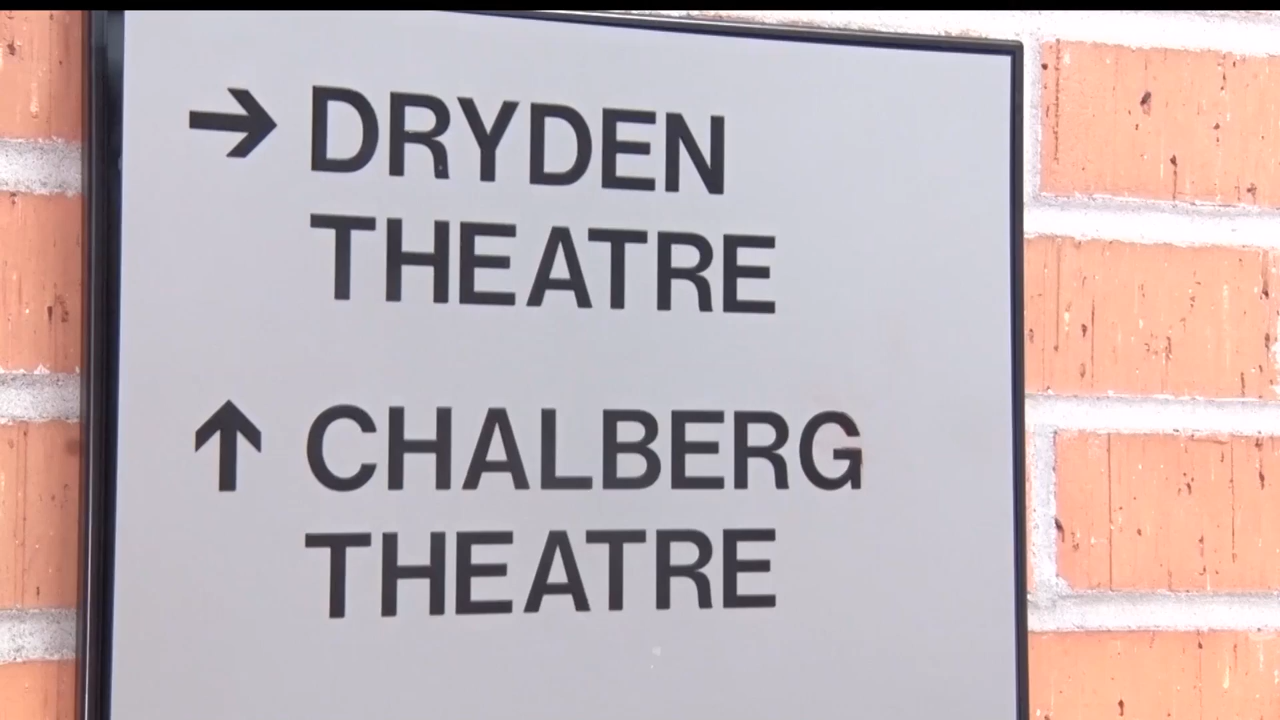 → DRYDEN
THEATRE
↑ CHALBERG
THEATRE